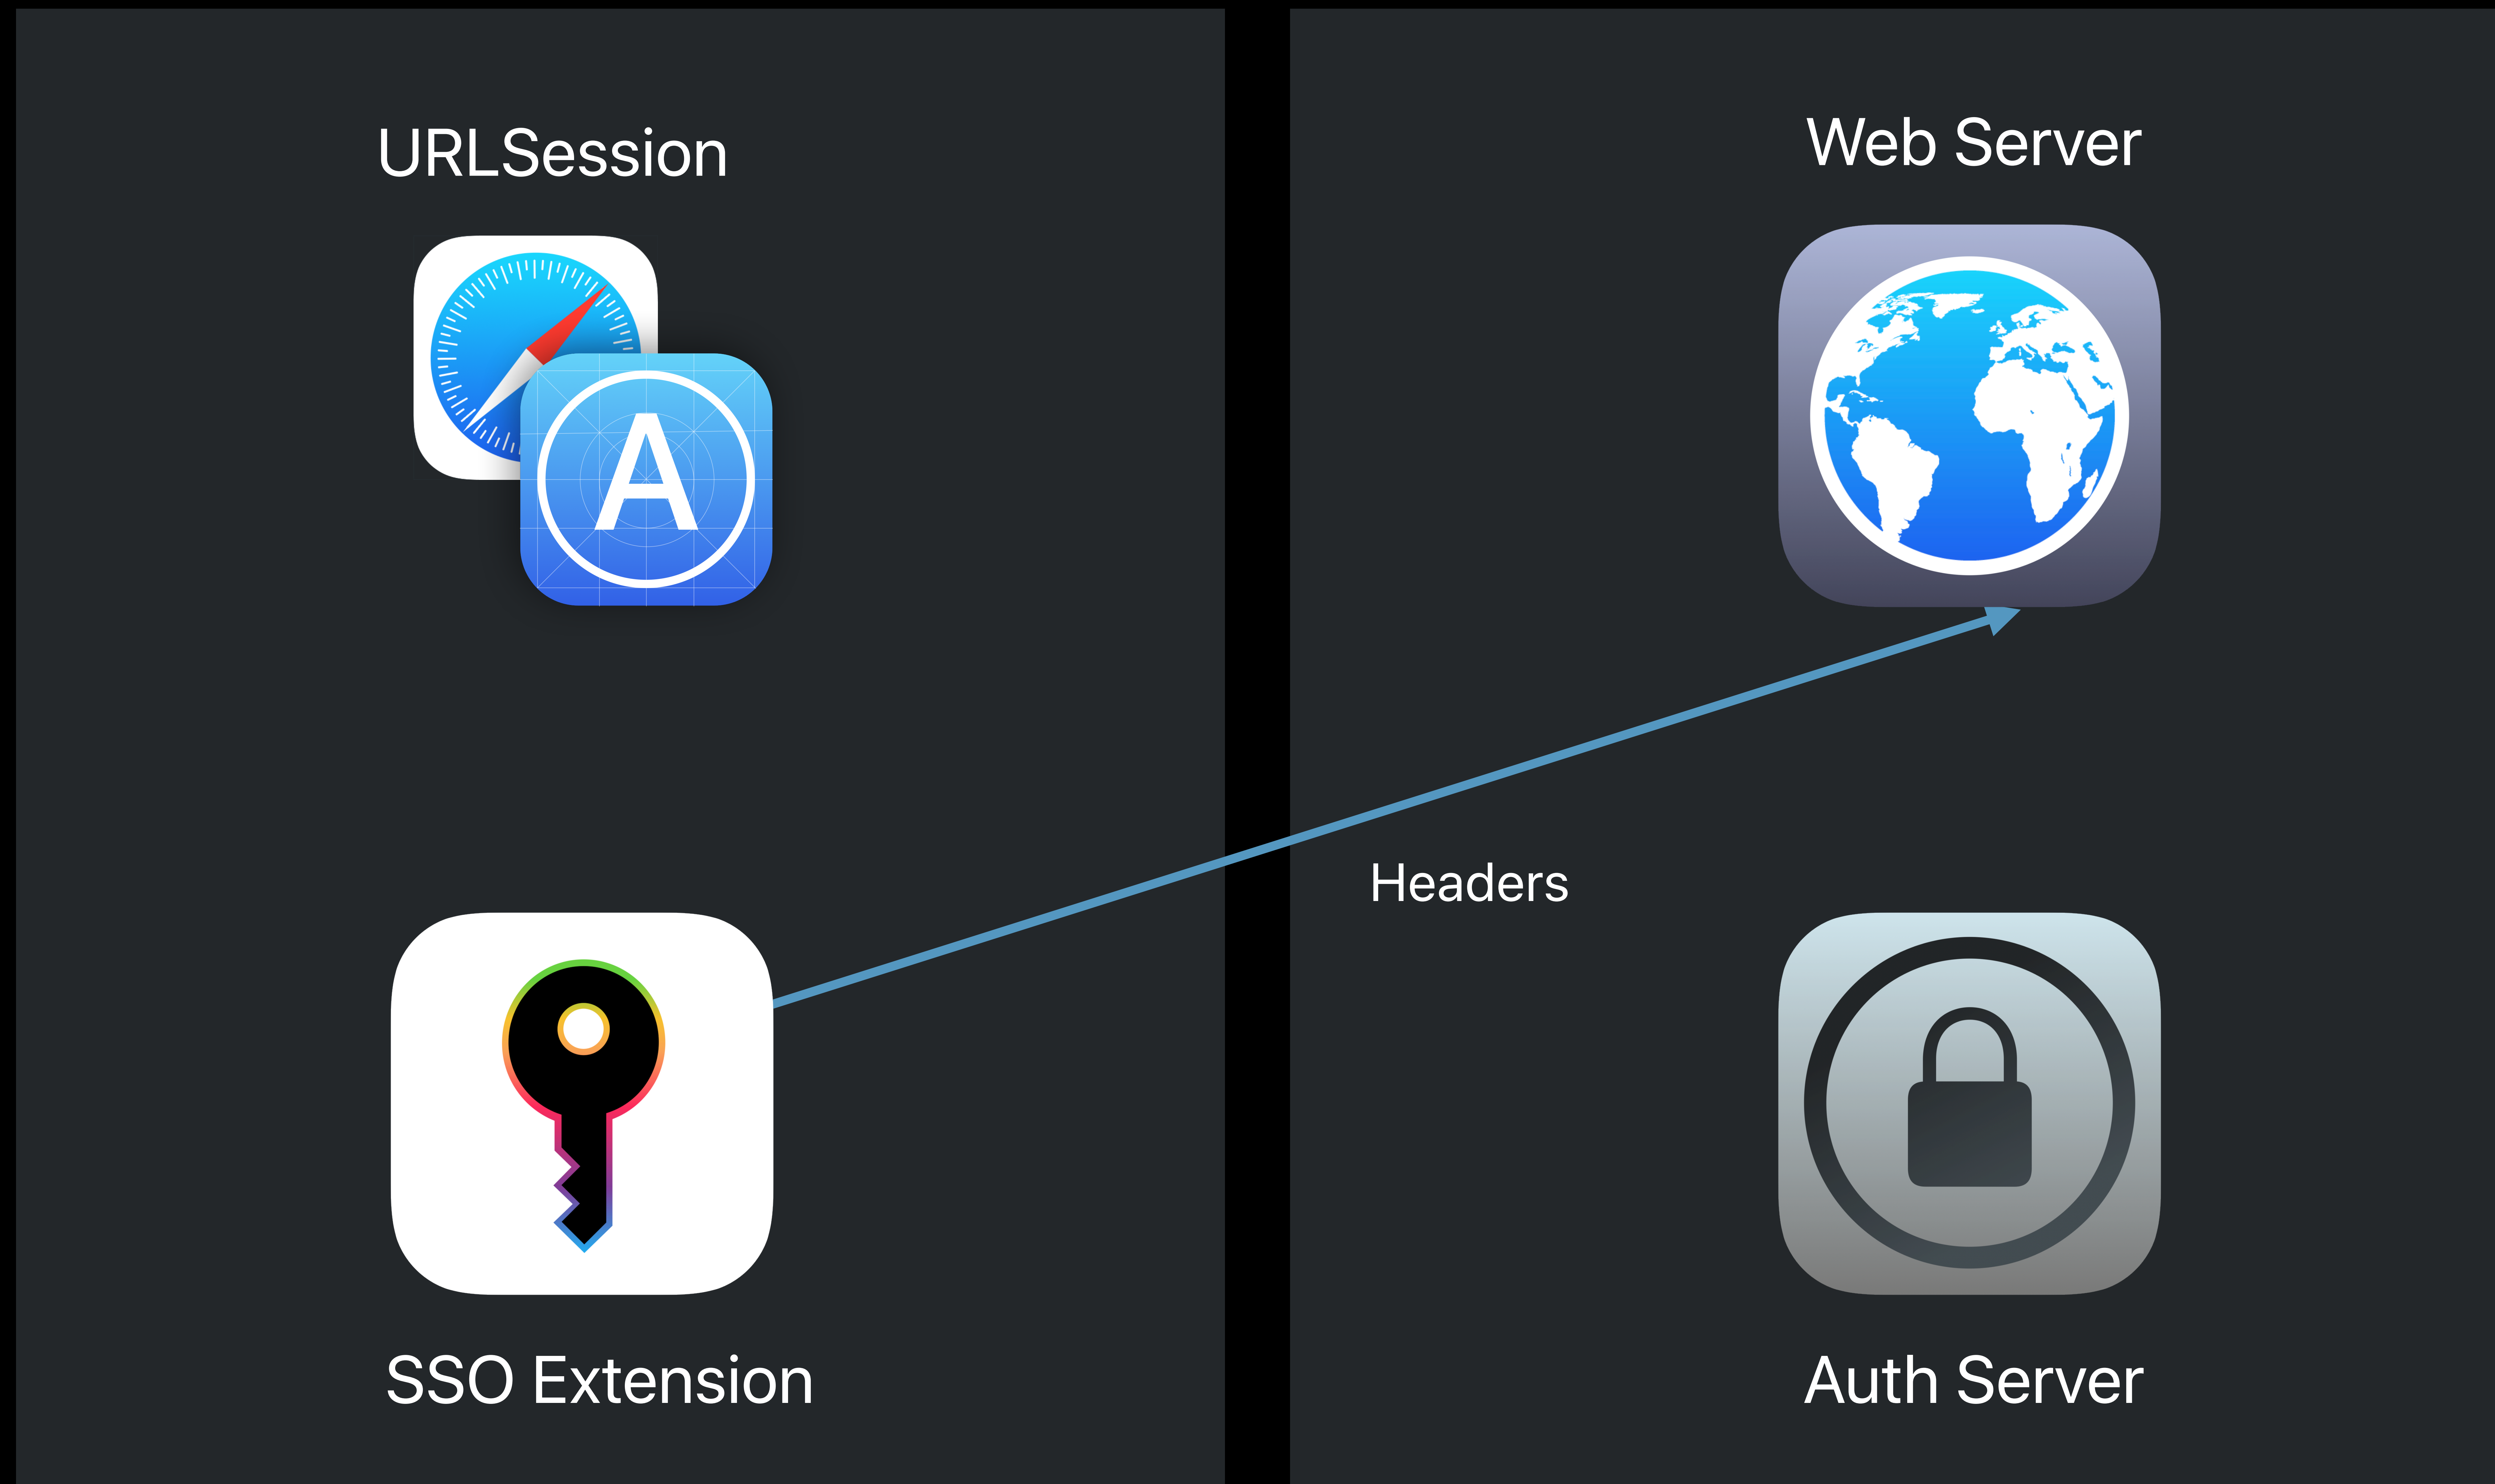 URLSession
Web Server
A
Headers
SSO Extension
Auth Server